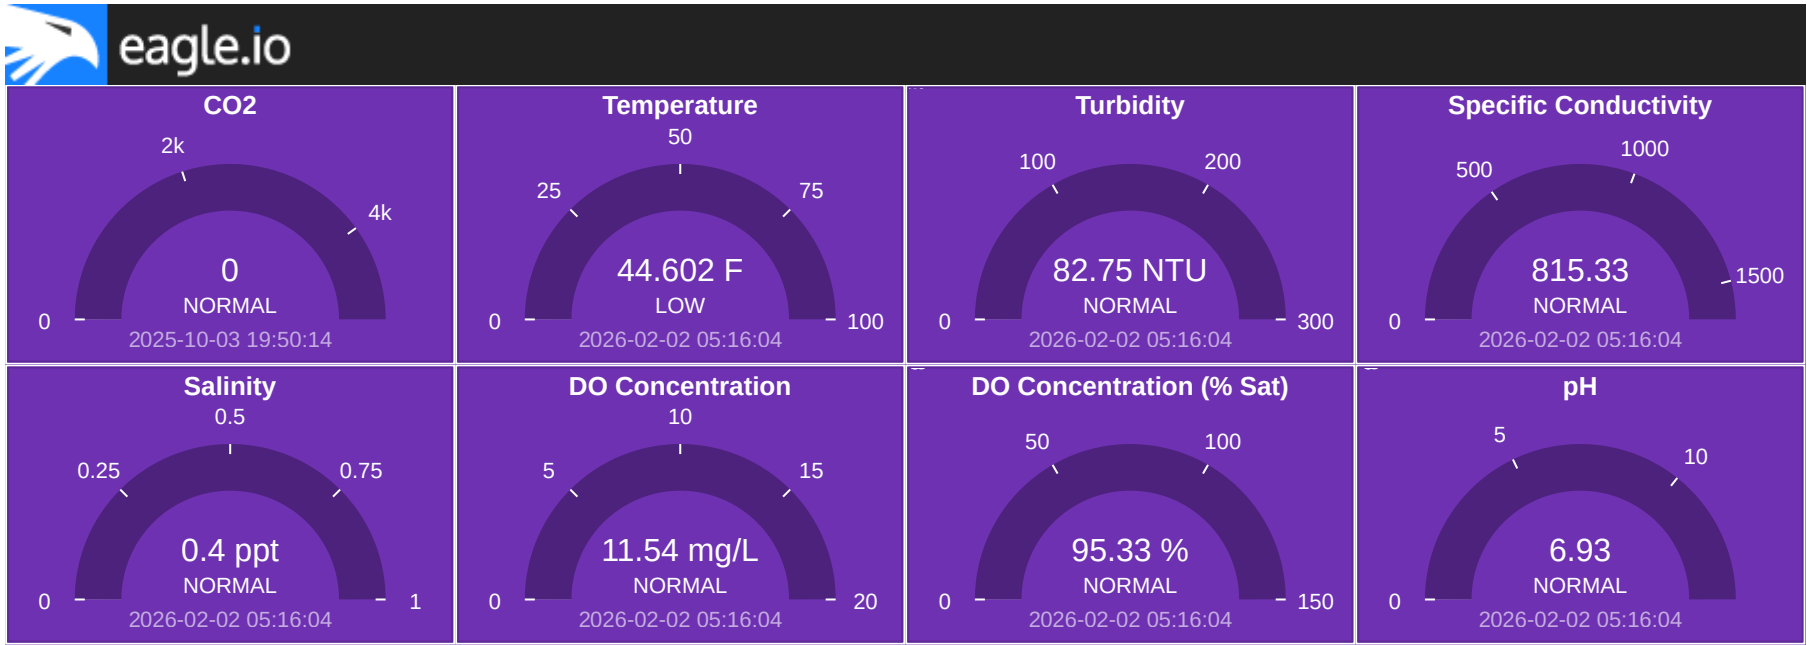 eagle.io
CO2
2k
4k
0
0
NORMAL
2025-10-03 19:50:14
Temperature
50
25
75
44.602 F
LOW
0
100
2026-02-02 05:16:04
Turbidity
100
200
82.75 NTU
NORMAL
0
300
2026-02-02 05:16:04
Specific Conductivity
1000
500
815.33
1500
NORMAL
0
2026-02-02 05:16:04
Salinity
0.5
0.25
0.75
0.4 ppt
NORMAL
0
1
2026-02-02 05:16:04
DO Concentration
10
5
15
11.54 mg/L
NORMAL
0
20
2026-02-02 05:16:04
DO Concentration (% Sat)
50
100
95.33 %
NORMAL
0
150
2026-02-02 05:16:04
pH
5
10
6.93
NORMAL
0
2026-02-02 05:16:04